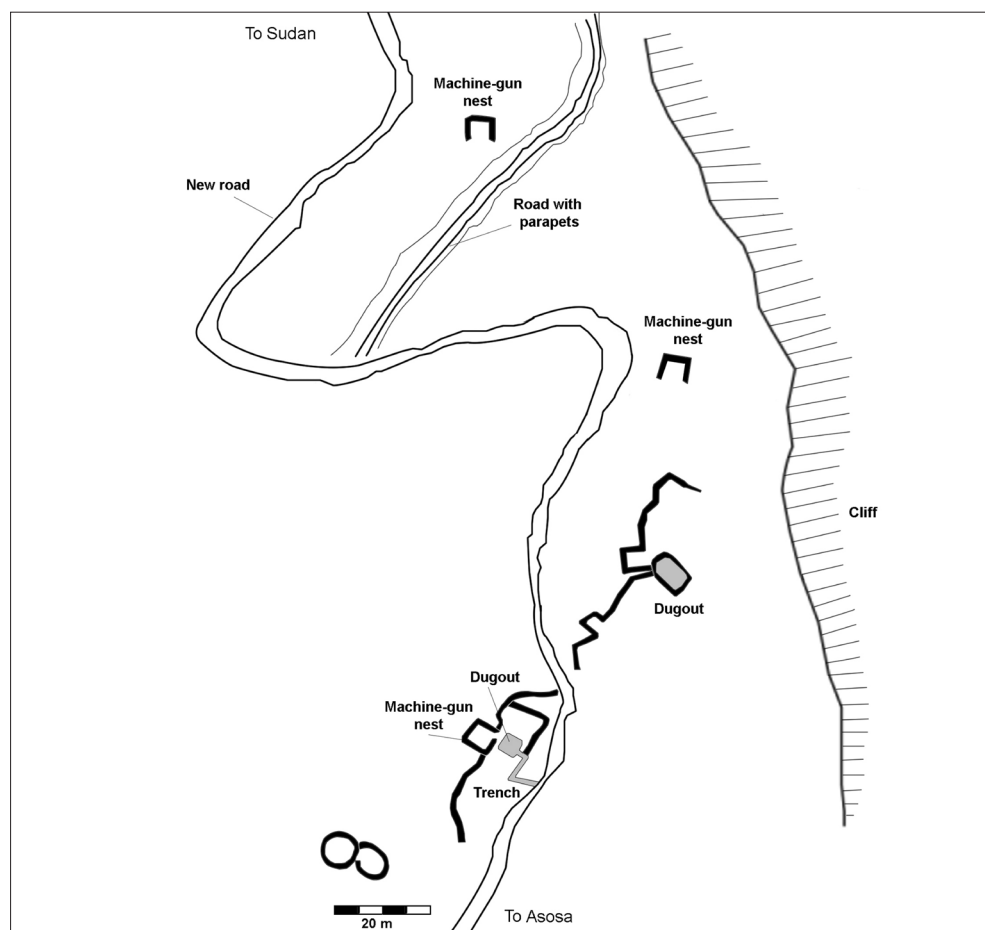 To Sudan
Machine-gun
nest
New road
Road with
parapets
Machine-gun
nest
Cliff
Dugout
Dugout
Machine-gun
nest
Trench
20 m
To Asosa